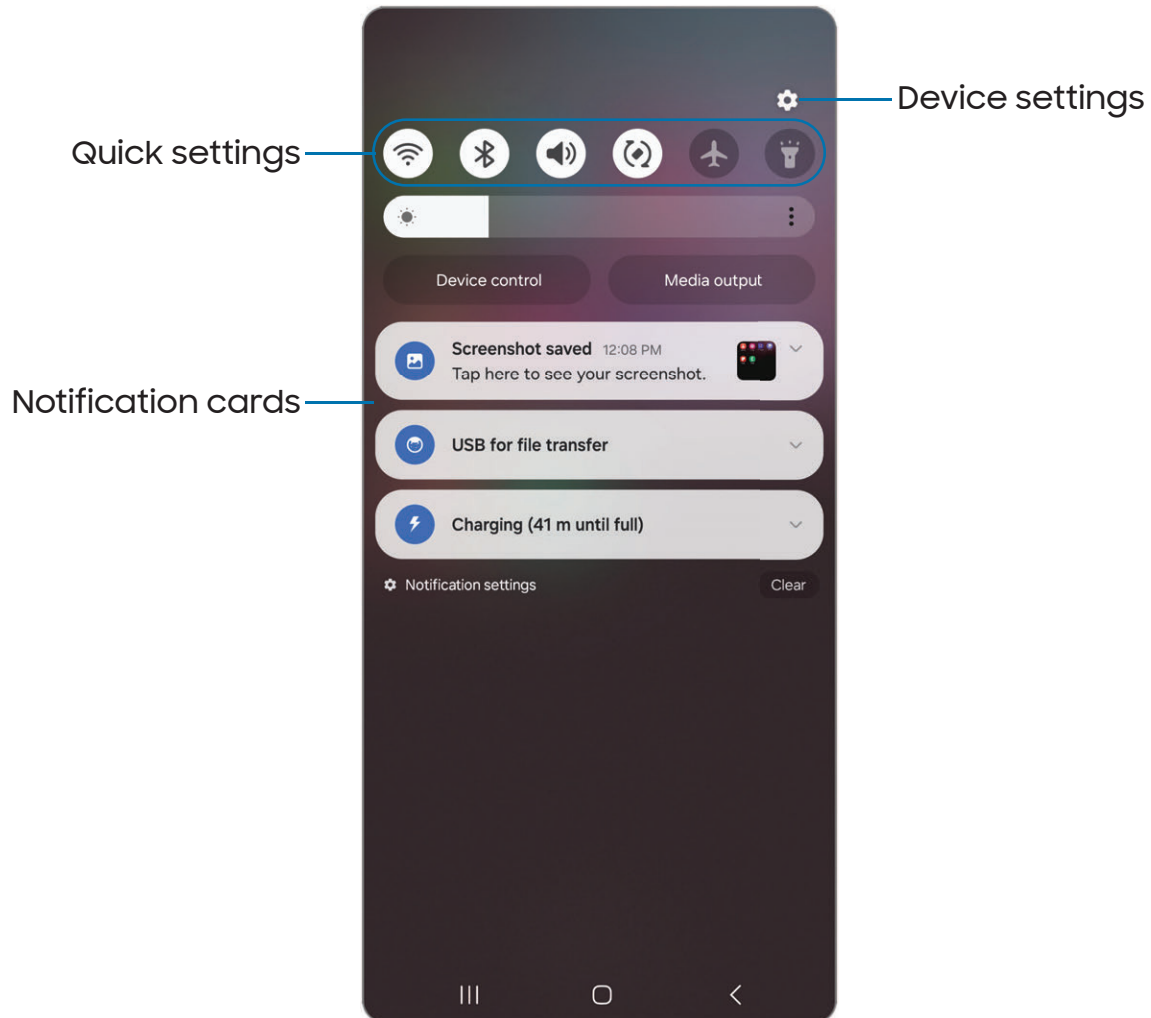 Device settings
Quick settings
Device control
Media output
Screenshot saved 12:08 PM
Tap here to see your screenshot.
Notification cards
USB for file transfer
Charging (41 m until full)
Notification settings
Clear